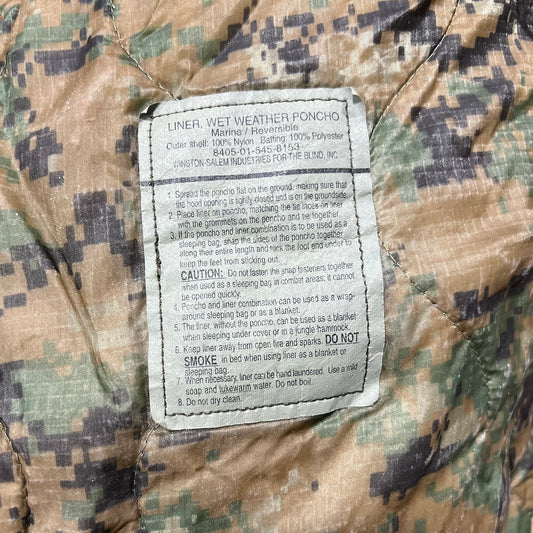 LINER, WET WEATHER PONCHO
Marine / Reversible
Outer shell: 100% Nylon. Batting: 100% Polyester
8405-01-545-8153
WINSTON-SALEM INDUSTRIES FOR THE BLIND, INC.
1. Spread the poncho flat on the ground, making sure that
the hood opening is tightly closed and is on the groundside.
2. Place liner on poncho, matching the tie laces on liner
with the grommets on the poncho and tie together.
3. If the poncho and liner combination is to be used as a
sleeping bag, snap the sides of the poncho together
along their entire length and tuck the foot end under to
keep the feet from sticking out.
CAUTION: Do not fasten the snap fasteners together
when used as a sleeping bag in combat areas; it cannot
be opened quickly.
4. Poncho and liner combination can be used as a wrap-
around sleeping bag or as a blanket.
5. The liner, without the poncho, can be used as a blanket
when sleeping under cover or in a jungle hammock.
6. Keep liner away from open fire and sparks. DO NOT
SMOKE in bed when using liner as a blanket or
sleeping bag.
7. When necessary, liner can be hand laundered. Use a mild
soap and lukewarm water. Do not boil.
8. Do not dry clean.